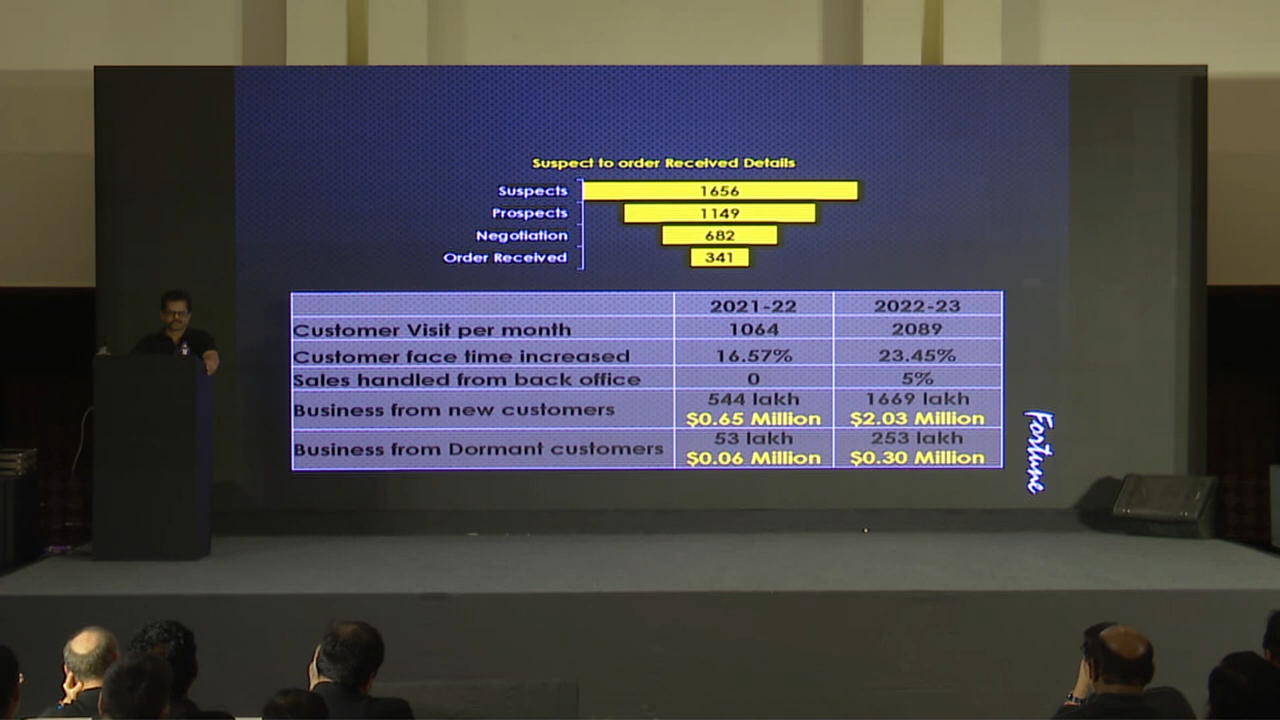 Suspect to order Received Details
Suspects 1656
Prospects 1149
Negotiation 682
Order Received 341
2021-22 2022-23
Customer Visit per month 1064 2089
Customer face time increased 16.57% 23.45%
Sales handled from back office 0 5%
Business from new customers 544 lakh 1669 lakh
$0.65 Million $2.03 Million
Business from Dormant customers 53 lakh 253 lakh
$0.06 Million $0.30 Million
Fortune